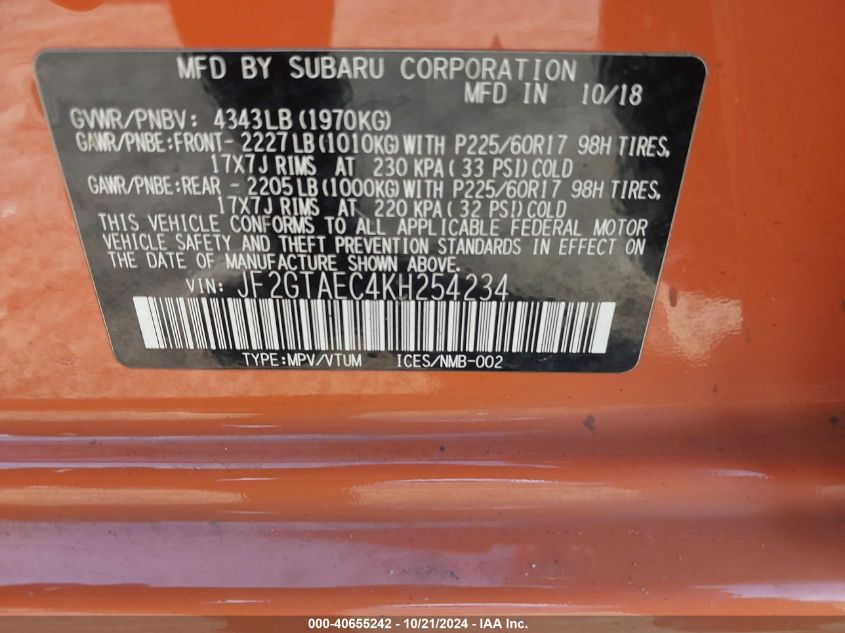 MFD BY SUBARU CORPORATION
MFD IN 10/18
GVWR/PNBV: 4343LB (1970KG)
GAWR/PNBE:FRONT- 2227LB (1010KG) WITH P225/60R17 98H TIRES,
17X7J RIMS AT 230 KPA( 33 PSI) COLD
GAWR/PNBE:REAR - 2205LB (1000KG) WITH P225/60R17 98H TIRES,
17X7J RIMS AT 220 KPA( 32 PSI) COLD
THIS VEHICLE CONFORMS TO ALL APPLICABLE FEDERAL MOTOR
VEHICLE SAFETY AND THEFT PREVENTION STANDARDS IN EFFECT ON
THE DATE OF MANUFACTURE SHOWN ABOVE.
VIN: JF2GTAEC4KH254234
TYPE:MPV/VTUM ICES/NMB-002
000-40655242 - 10/21/2024 - IAA Inc.